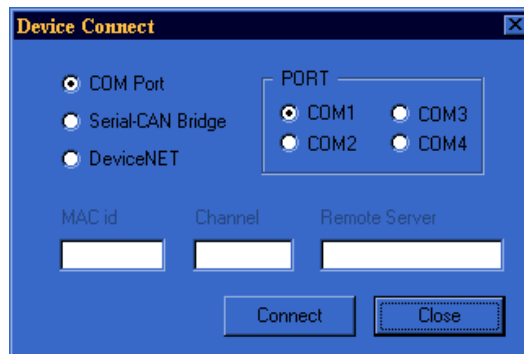 Device Connect
COM Port
Serial-CAN Bridge
DeviceNET
PORT
COM1
COM3
COM2
COM4
MAC id
Channel
Remote Server
Connect
Close